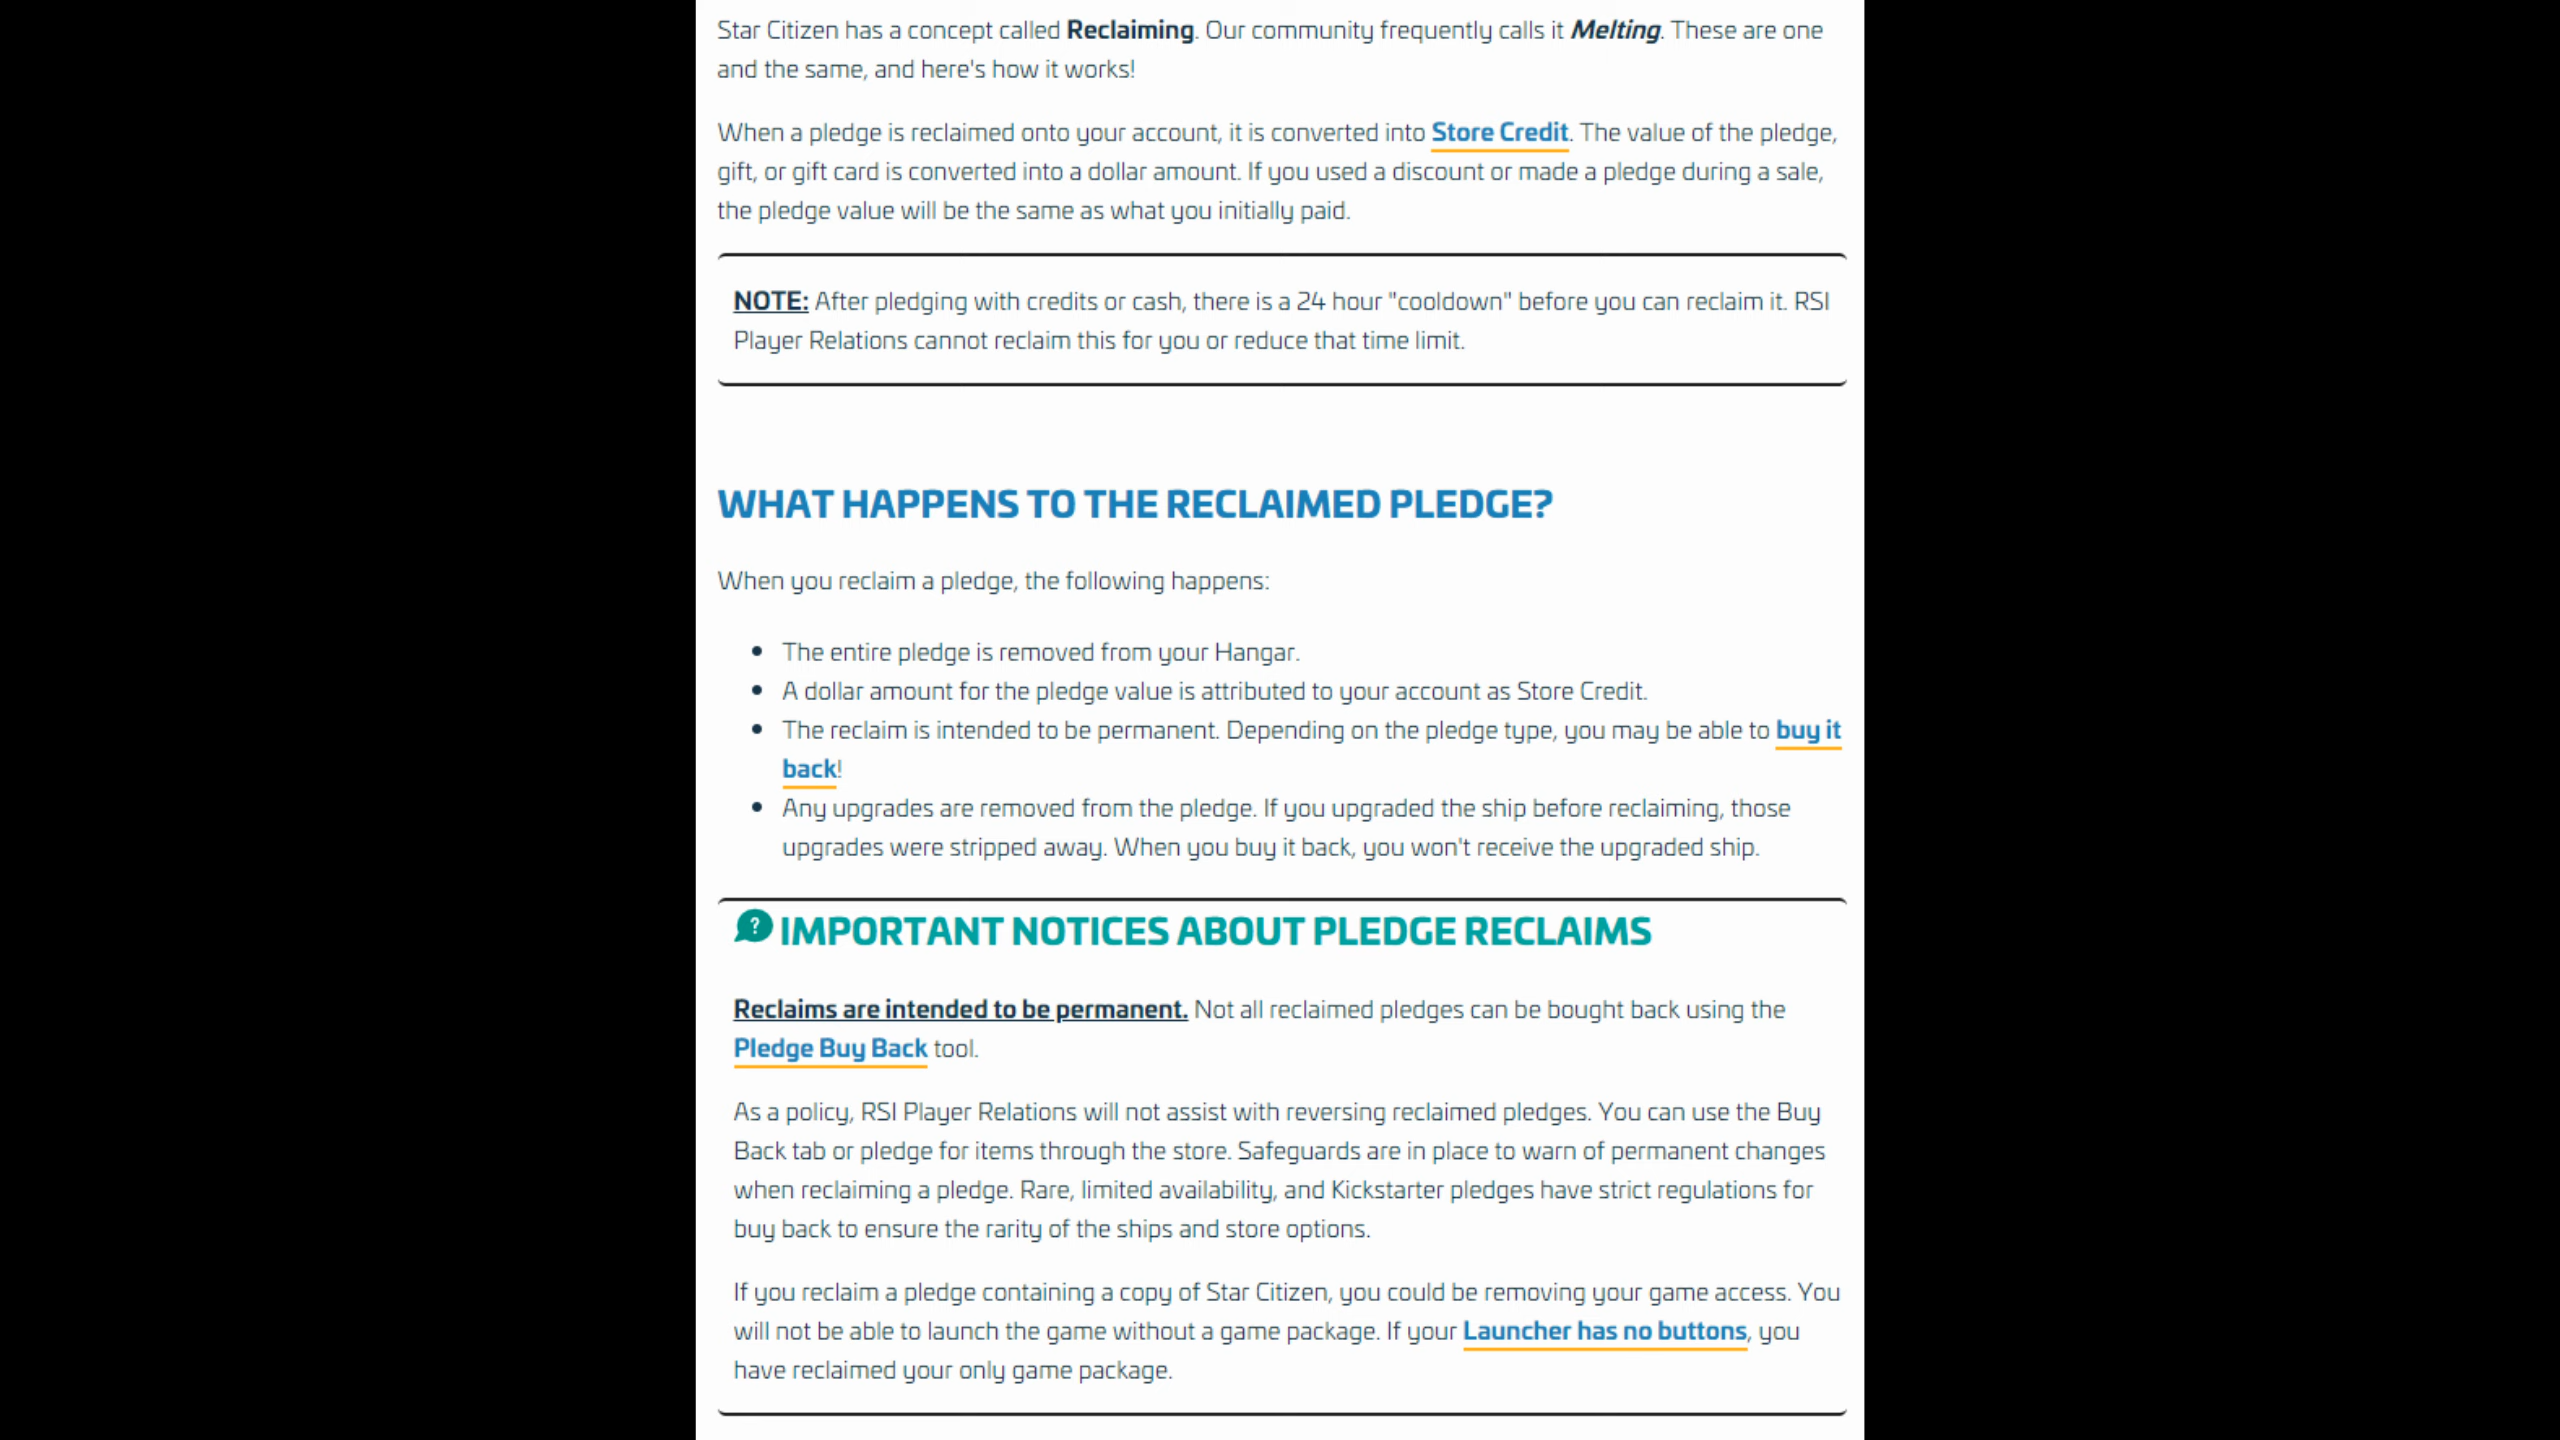 Star Citizen has a concept called Reclaiming. Our community frequently calls it Melting. These are one
and the same, and here's how it works!
When a pledge is reclaimed onto your account, it is converted into Store Credit. The value of the pledge,
gift, or gift card is converted into a dollar amount. If you used a discount or made a pledge during a sale,
the pledge value will be the same as what you initially paid.
NOTE: After pledging with credits or cash, there is a 24 hour "cooldown" before you can reclaim it. RSI
Player Relations cannot reclaim this for you or reduce that time limit.
WHAT HAPPENS TO THE RECLAIMED PLEDGE?
When you reclaim a pledge, the following happens:
• The entire pledge is removed from your Hangar.
• A dollar amount for the pledge value is attributed to your account as Store Credit.
• The reclaim is intended to be permanent. Depending on the pledge type, you may be able to buy it
back!
• Any upgrades are removed from the pledge. If you upgraded the ship before reclaiming, those
upgrades were stripped away. When you buy it back, you won't receive the upgraded ship.
? IMPORTANT NOTICES ABOUT PLEDGE RECLAIMS
Reclaims are intended to be permanent. Not all reclaimed pledges can be bought back using the
Pledge Buy Back tool.
As a policy, RSI Player Relations will not assist with reversing reclaimed pledges. You can use the Buy
Back tab or pledge for items through the store. Safeguards are in place to warn of permanent changes
when reclaiming a pledge. Rare, limited availability, and Kickstarter pledges have strict regulations for
buy back to ensure the rarity of the ships and store options.
If you reclaim a pledge containing a copy of Star Citizen, you could be removing your game access. You
will not be able to launch the game without a game package. If your Launcher has no buttons, you
have reclaimed your only game package.